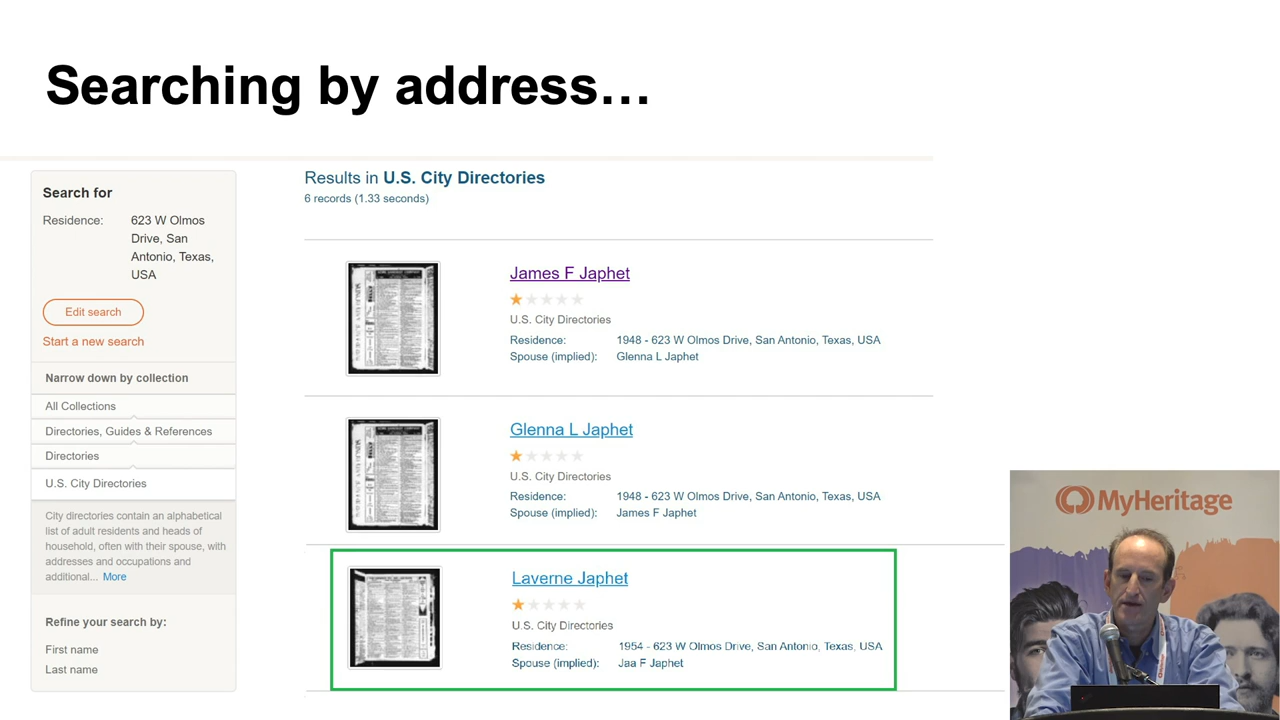 Searching by address…
Search for
Residence: 623 W Olmos
Drive, San
Antonio, Texas,
USA
Edit search
Start a new search
Narrow down by collection
All Collections
Directories, Guides & References
Directories
U.S. City Directories
City directories contain an alphabetical
list of adult residents and heads of
household, often with their spouse, with
addresses and occupations and
additional... More
Refine your search by:
First name
Last name
Results in U.S. City Directories
6 records (1.33 seconds)
James F Japhet
U.S. City Directories
Residence: 1948 - 623 W Olmos Drive, San Antonio, Texas, USA
Spouse (implied): Glenna L Japhet
Glenna L Japhet
U.S. City Directories
Residence: 1948 - 623 W Olmos Drive, San Antonio, Texas, USA
Spouse (implied): James F Japhet
Laverne Japhet
U.S. City Directories
Residence: 1954 - 623 W Olmos Drive, San Antonio, Texas, USA
Spouse (implied): Jaa F Japhet
MyHeritage